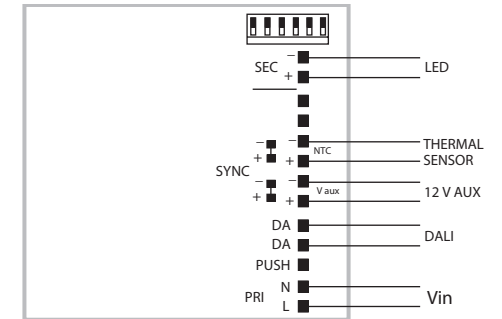 −
SEC
LED
+
− − THERMAL
NTC
+ + SENSOR
SYNC
− −
V aux
12 V AUX
+ +
DA
DALI
DA
PUSH
N
PRI
Vin
L